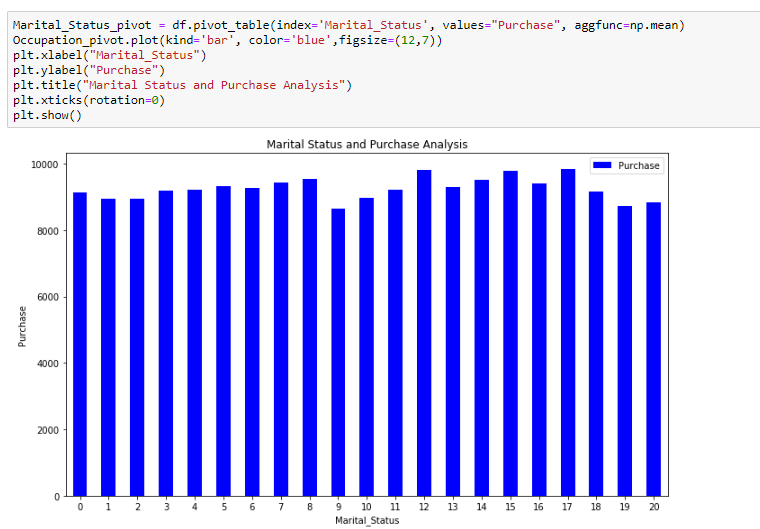 Marital_Status_pivot = df.pivot_table(index='Marital_Status', values="Purchase", aggfunc=np.mean)
Occupation_pivot.plot(kind='bar', color='blue',figsize=(12,7))
plt.xlabel("Marital_Status")
plt.ylabel("Purchase")
plt.title("Marital Status and Purchase Analysis")
plt.xticks(rotation=0)
plt.show()
Marital Status and Purchase Analysis
Purchase
10000
8000
6000
4000
2000
0
Purchase
0 1 2 3 4 5 6 7 8 9 10 11 12 13 14 15 16 17 18 19 20
Marital_Status